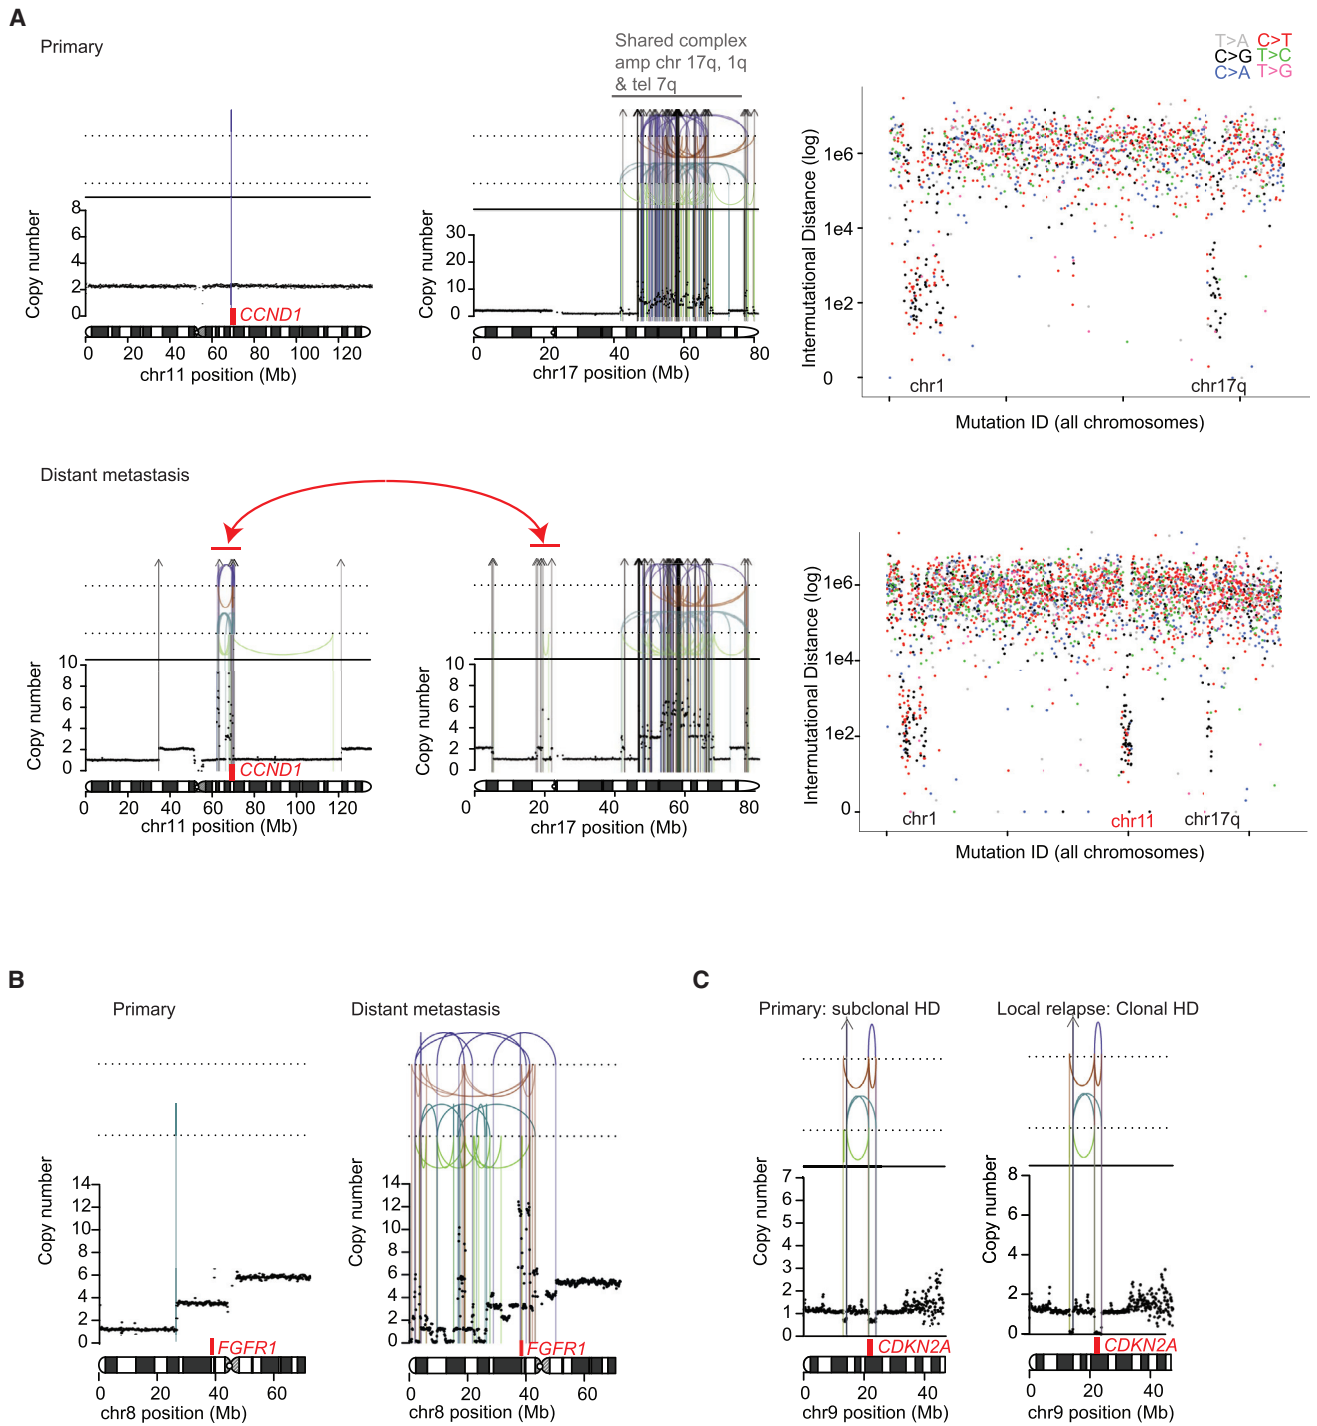 A
Primary
Shared complex
amp chr 17q, 1q
& tel 7q
T>A C>T
C>G T>C
C>A T>G
Copy number
8
6
4
2
0
CCND1
0 20 40 60 80 100 120
chr11 position (Mb)
Copy number
30
20
10
0
0 20 40 60 80
chr17 position (Mb)
Intermutational Distance (log)
1e6
1e4
1e2
0
chr1
chr17q
Mutation ID (all chromosomes)
Distant metastasis
Copy number
10
8
6
4
2
0
CCND1
0 20 40 60 80 100 120
chr11 position (Mb)
Copy number
10
8
6
4
2
0
0 20 40 60 80
chr17 position (Mb)
Intermutational Distance (log)
1e6
1e4
1e2
0
chr1
chr11
chr17q
Mutation ID (all chromosomes)
B
Primary
Copy number
14
12
10
8
6
4
2
0
FGFR1
0 20 40 60
chr8 position (Mb)
Distant metastasis
Copy number
14
12
10
8
6
4
2
0
FGFR1
0 20 40 60
chr8 position (Mb)
C
Primary: subclonal HD
Copy number
7
6
5
4
3
2
1
0
CDKN2A
0 20 40
chr9 position (Mb)
Local relapse: Clonal HD
Copy number
8
6
4
2
0
CDKN2A
0 20 40
chr9 position (Mb)